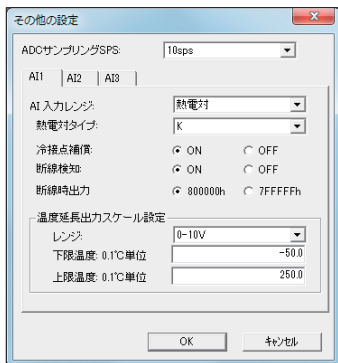 その他の設定
ADCサンプリングSPS: 10sps
AI1 AI2 AI3
AI 入力レンジ: 熱電対
熱電対タイプ: K
冷接点補償: ON OFF
断線検知: ON OFF
断線時出力 800000h 7FFFFFh
温度延長出力スケール設定
レンジ: 0-10V
下限温度: 0.1℃単位 -50.0
上限温度: 0.1℃単位 250.0
OK キャンセル